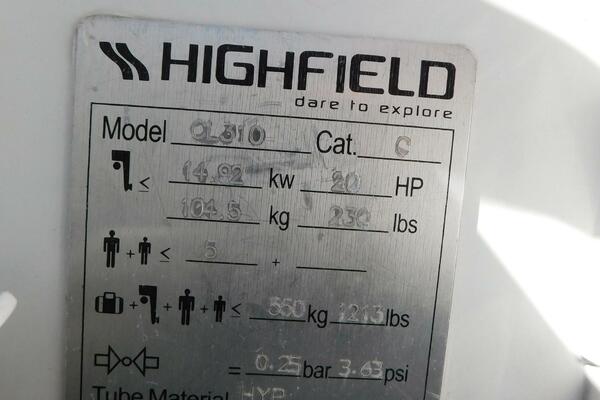 HIGHFIELD
dare to explore
Model OL310 Cat. C
≤ 14.92 kw 20 HP
104.5 kg 230 lbs
+ ≤ 5 +
+ + + ≤ 550 kg 1213 lbs
= 0.25 bar 3.63 psi
Tube Material HYP